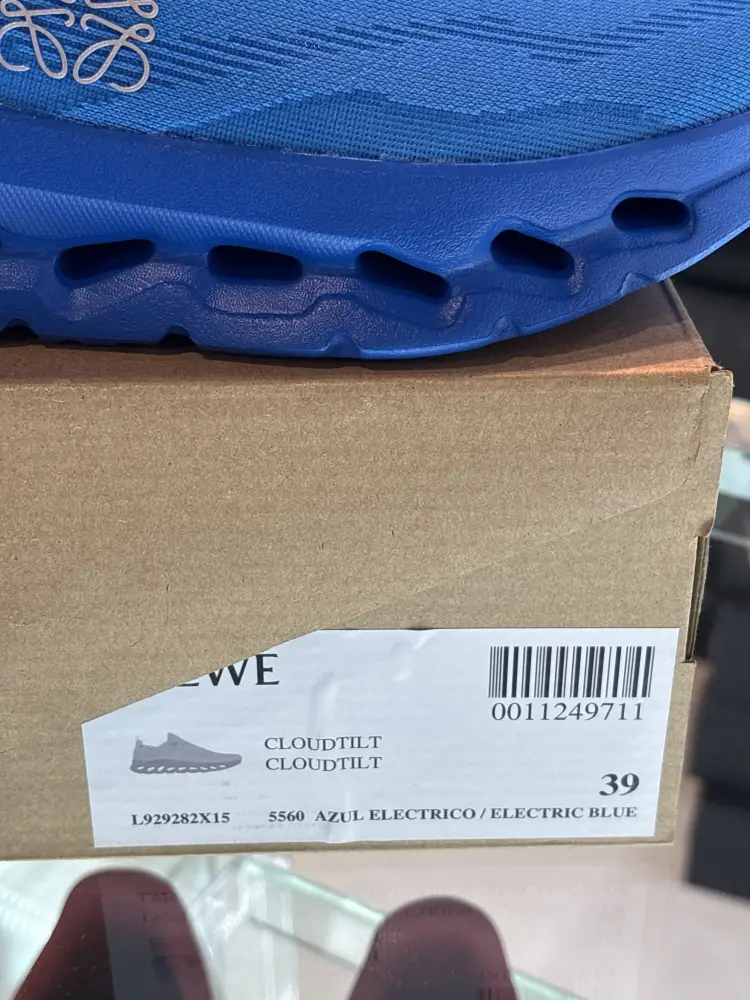 EWE
0011249711
CLOUDTILT
CLOUDTILT
39
L929282X15 5560 AZUL ELECTRICO / ELECTRIC BLUE